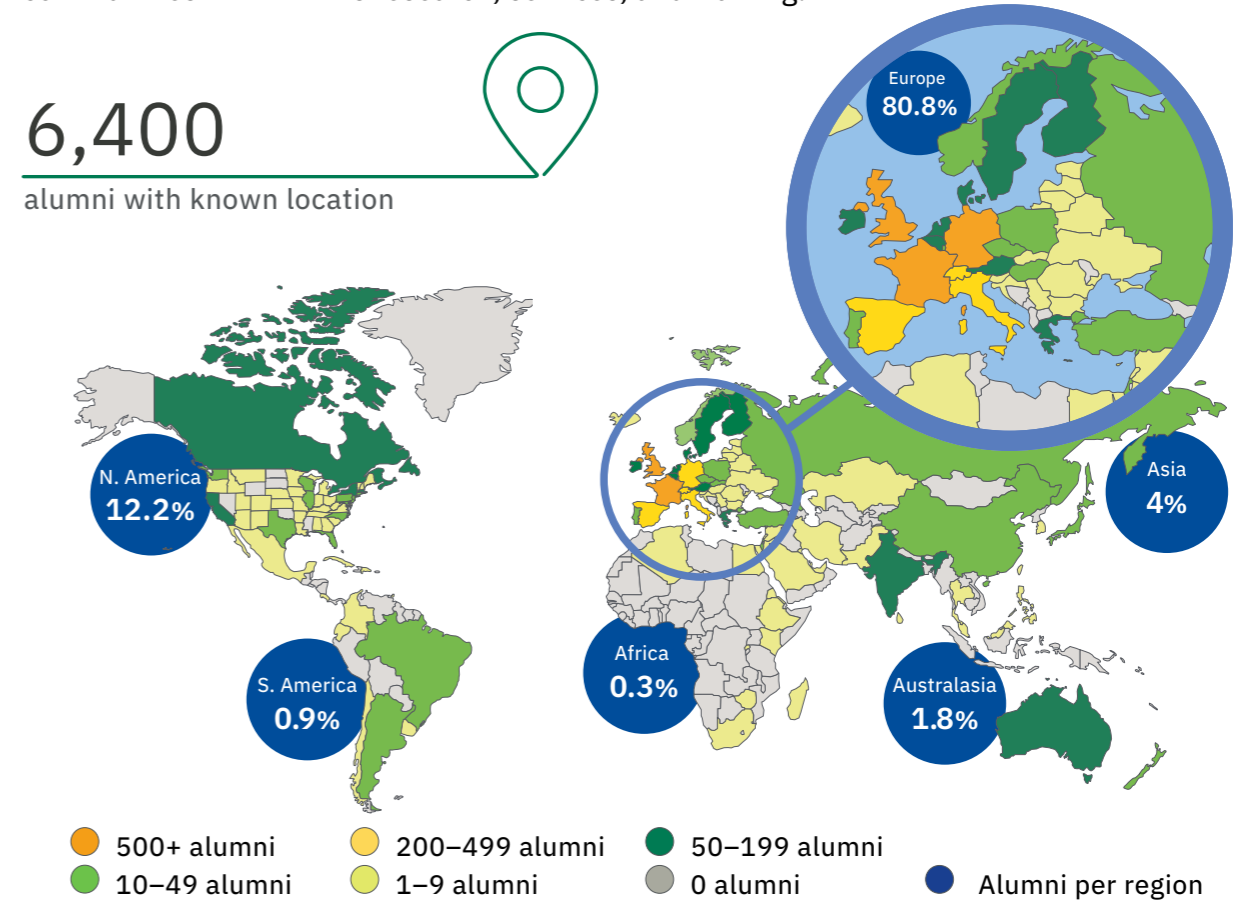 6,400
alumni with known location
Europe
80.8%
N. America
12.2%
Asia
4%
S. America
0.9%
Africa
0.3%
Australasia
1.8%
500+ alumni
200–499 alumni
50–199 alumni
10–49 alumni
1–9 alumni
0 alumni
Alumni per region